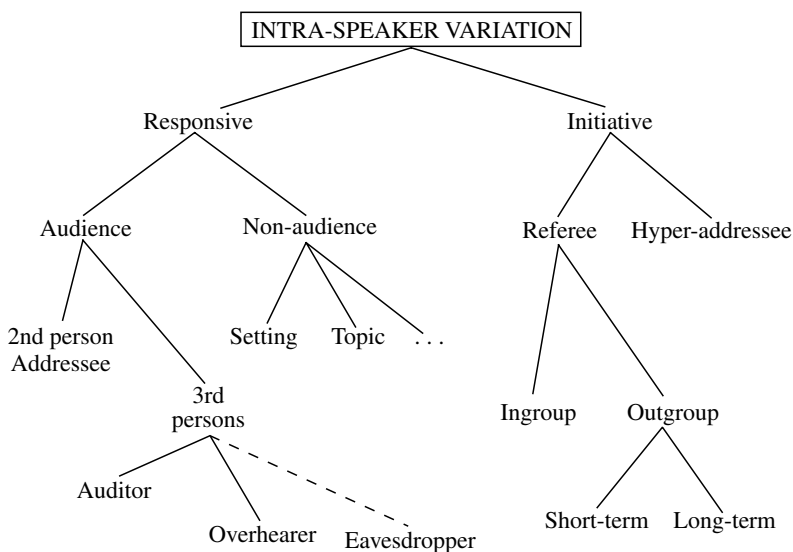 INTRA-SPEAKER VARIATION
Responsive
Initiative
Audience
Non-audience
Referee
Hyper-addressee
2nd person
Addressee
Setting
Topic
. . .
3rd
persons
Ingroup
Outgroup
Auditor
Overhearer
Eavesdropper
Short-term
Long-term